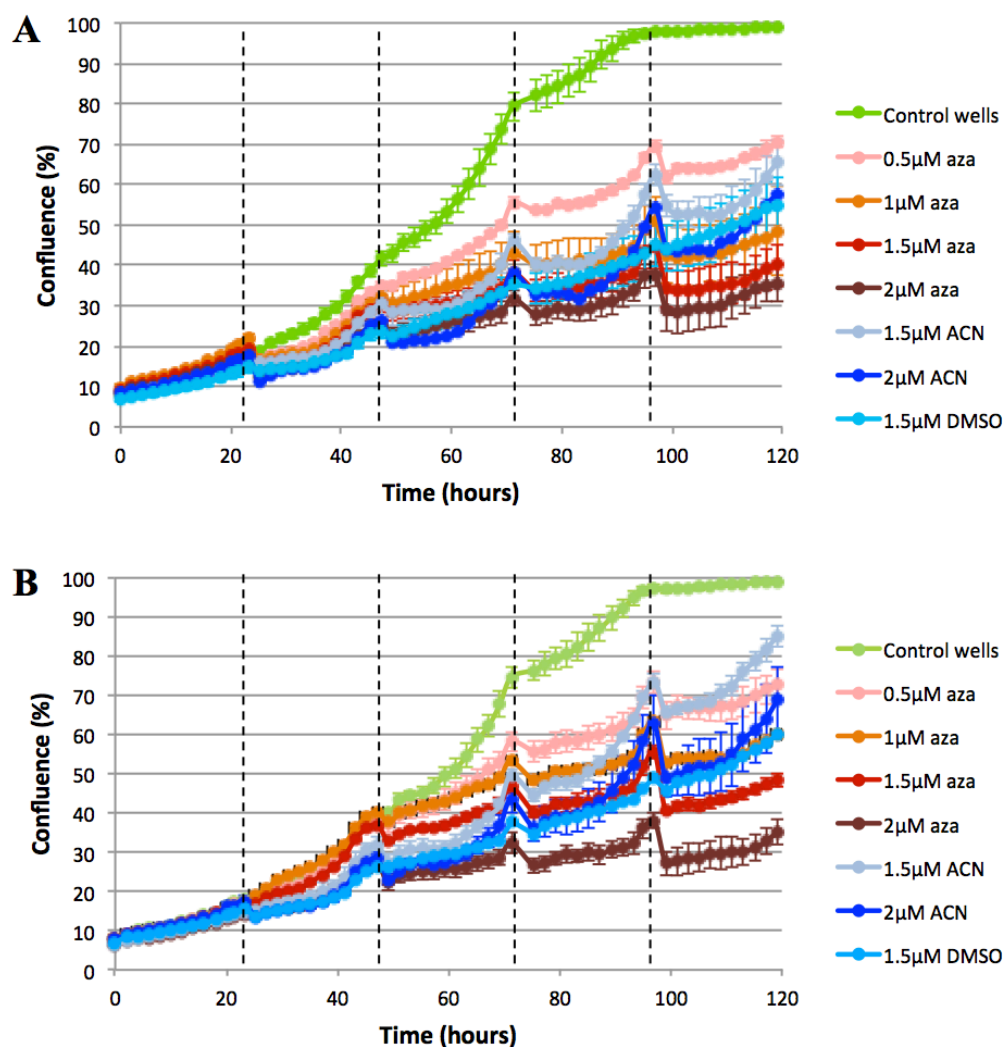 A
Confluence (%)
100
90
80
70
60
50
40
30
20
10
0
0 20 40 60 80 100 120
Time (hours)
Control wells
0.5µM aza
1µM aza
1.5µM aza
2µM aza
1.5µM ACN
2µM ACN
1.5µM DMSO
B
Confluence (%)
100
90
80
70
60
50
40
30
20
10
0
0 20 40 60 80 100 120
Time (hours)
Control wells
0.5µM aza
1µM aza
1.5µM aza
2µM aza
1.5µM ACN
2µM ACN
1.5µM DMSO